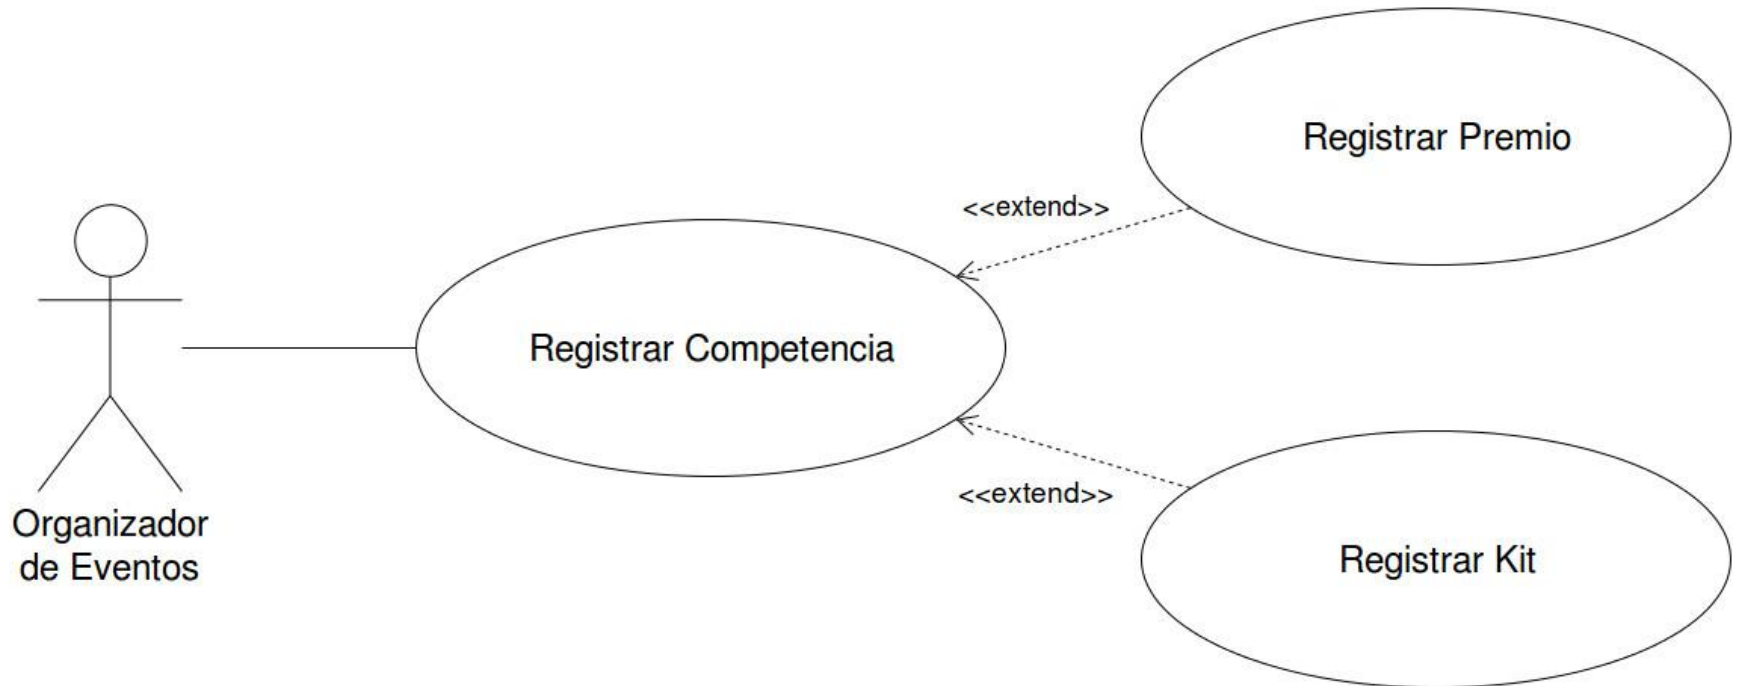 Registrar Premio
<<extend>>
Registrar Competencia
<<extend>>
Organizador
de Eventos
Registrar Kit